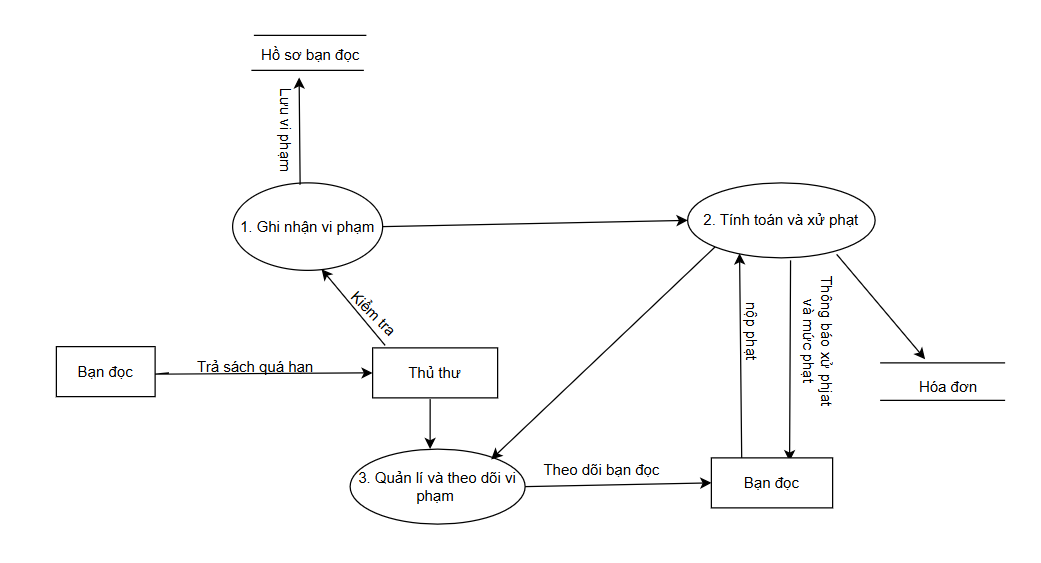 Hồ sơ bạn đọc
Lưu vi phạm
1. Ghi nhận vi phạm
2. Tính toán và xử phạt
Kiểm tra
nộp phạt
Thông báo xử phjat
và mức phạt
Bạn đọc
Trả sách quá hạn
Thủ thư
Hóa đơn
3. Quản lí và theo dõi vi
phạm
Theo dõi bạn đọc
Bạn đọc